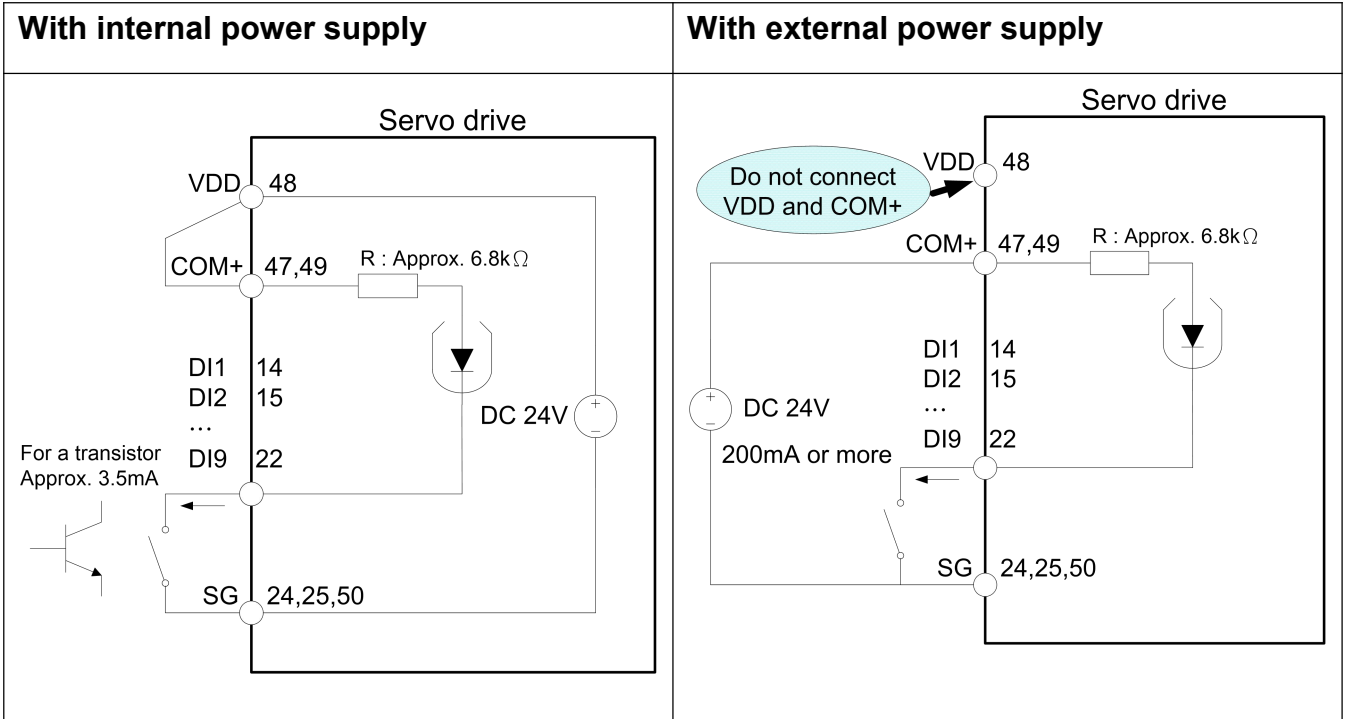 With internal power supply
With external power supply
Servo drive
VDD 48
COM+ 47,49
R : Approx. 6.8kΩ
DI1 14
DI2 15
...
DI9 22
DC 24V
+
−
For a transistor
Approx. 3.5mA
SG 24,25,50
Servo drive
Do not connect
VDD and COM+
VDD 48
COM+ 47,49
R : Approx. 6.8kΩ
DI1 14
DI2 15
...
DI9 22
+
−
DC 24V
200mA or more
SG 24,25,50